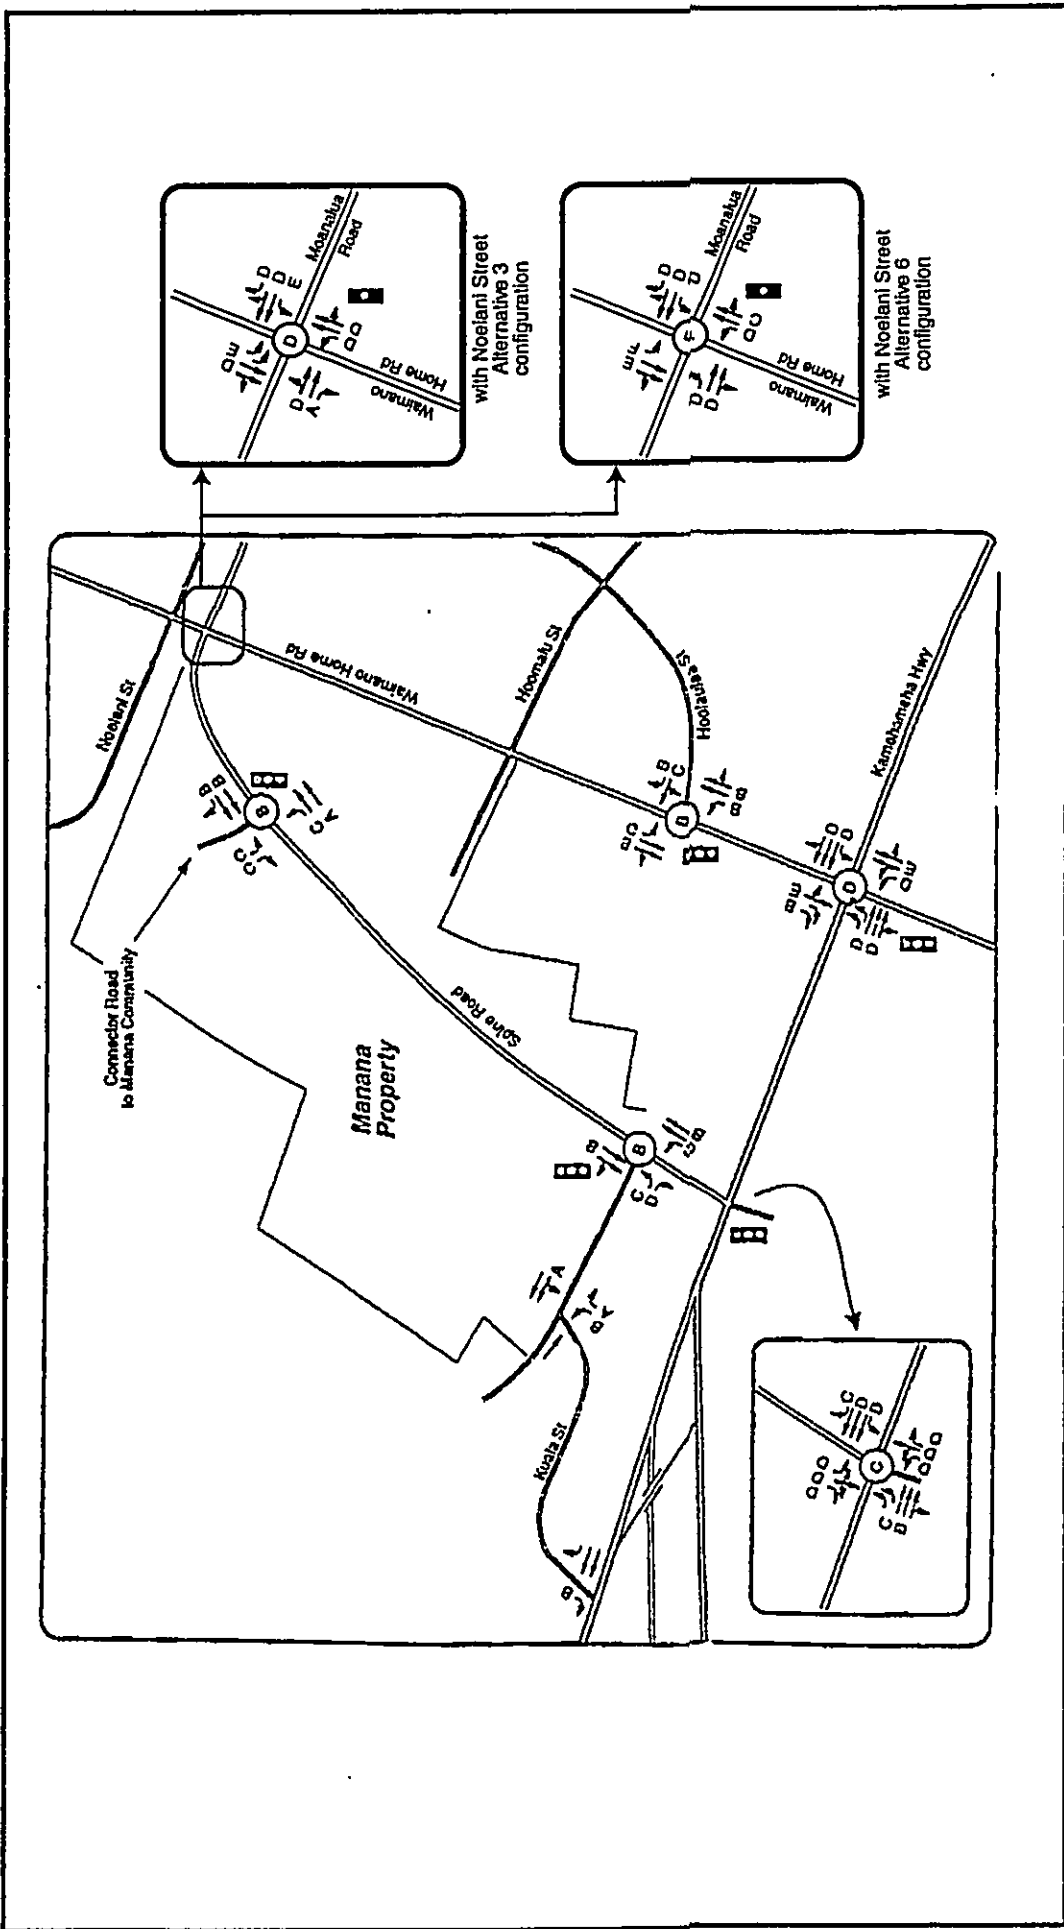 Noelani St
Waimano Home Rd
Hoomalu St
Hoolaulea St
Kamehameha Hwy
Spine Road
Kuala St
Connector Road
to Manana Community
Manana
Property
B
B
B
A
C
C
C
B
B
C
B
B
D
D
D
D
D
D
B
B
C
D
A
B
A
B
C
C
D
D
C
D
Moanalua
Road
Waimano
Home Rd
D
D
D
E
D
A
D
D
with Noelani Street
Alternative 3
configuration
Moanalua
Road
Waimano
Home Rd
F
D
D
D
with Noelani Street
Alternative 6
configuration